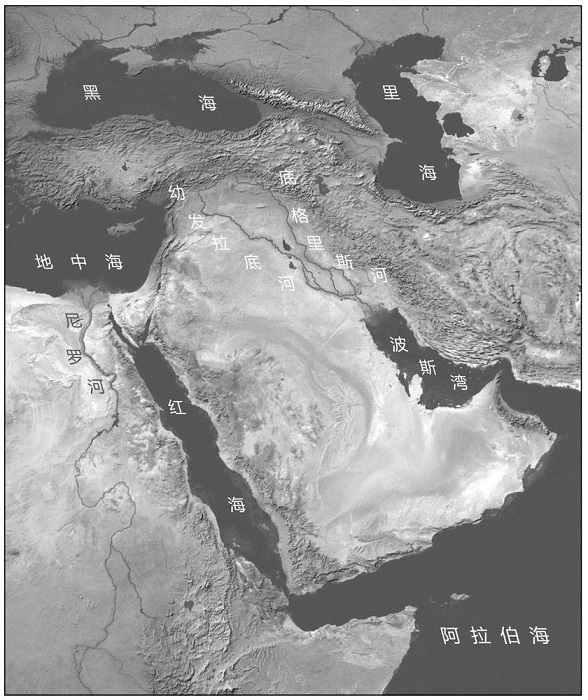 黑海
里海
幼发拉底河
底格里斯河
地中海
尼罗河
波斯湾
红海
阿拉伯海